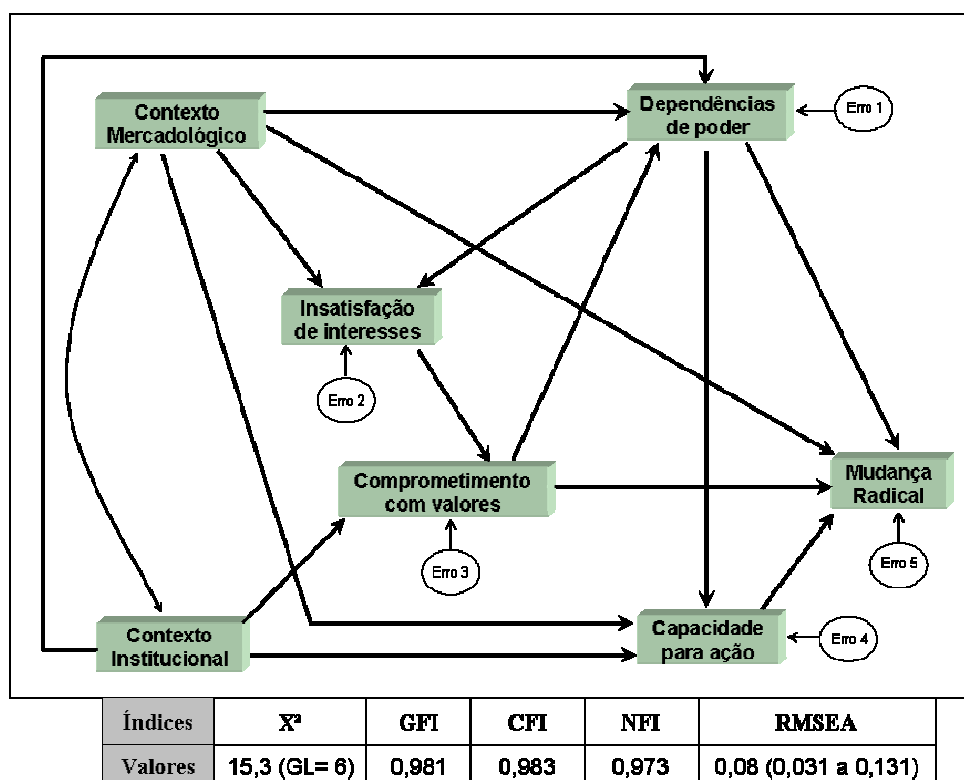 Contexto
Mercadológico
Dependências
de poder
Erro 1
Insatisfação
de interesses
Erro 2
Comprometimento
com valores
Erro 3
Mudança
Radical
Erro 5
Contexto
Institucional
Capacidade
para ação
Erro 4
Índices X² GFI CFI NFI RMSEA
Valores 15,3 (GL= 6) 0,981 0,983 0,973 0,08 (0,031 a 0,131)